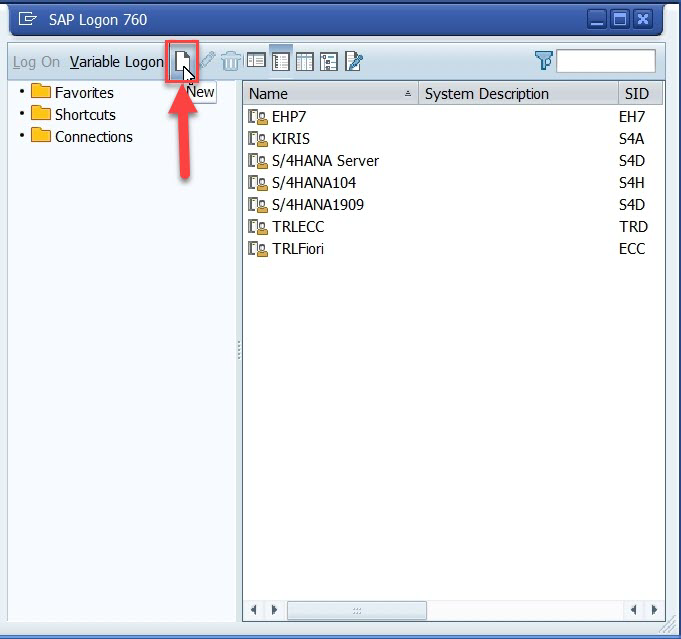 SAP Logon 760
Log On Variable Logon
New
Favorites
Shortcuts
Connections
Name System Description SID
EHP7 EH7
KIRIS S4A
S/4HANA Server S4D
S/4HANA104 S4H
S/4HANA1909 S4D
TRLECC TRD
TRLFiori ECC